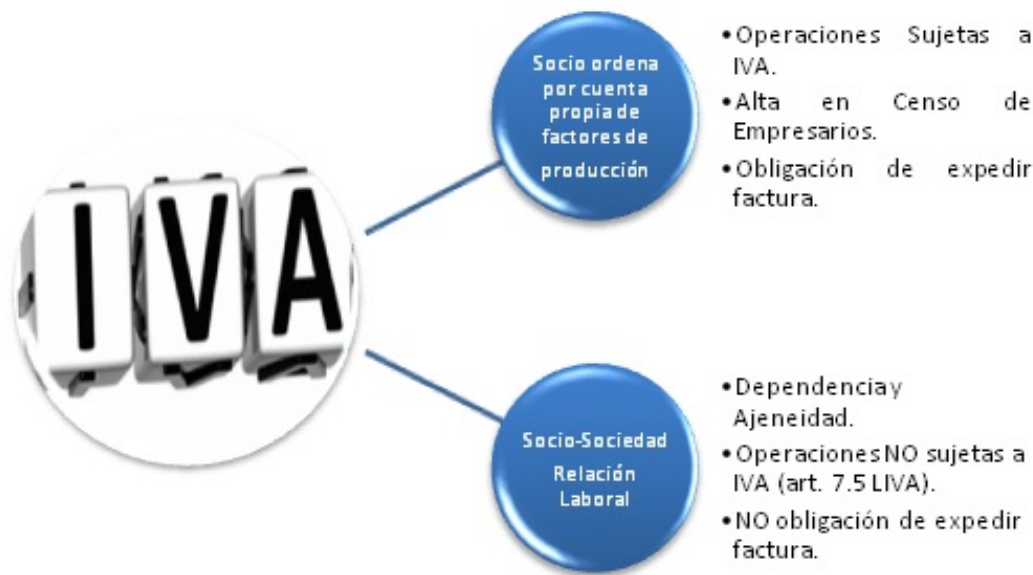 IVA
Socio ordena
por cuenta
propia de
factores de
producción
• Operaciones Sujetas a
IVA.
• Alta en Censo de
Empresarios.
• Obligación de expedir
factura.
Socio-Sociedad
Relación
Laboral
• Dependencia y
Ajeneidad.
• Operaciones NO sujetas a
IVA (art. 7.5 LIVA).
• NO obligación de expedir
factura.